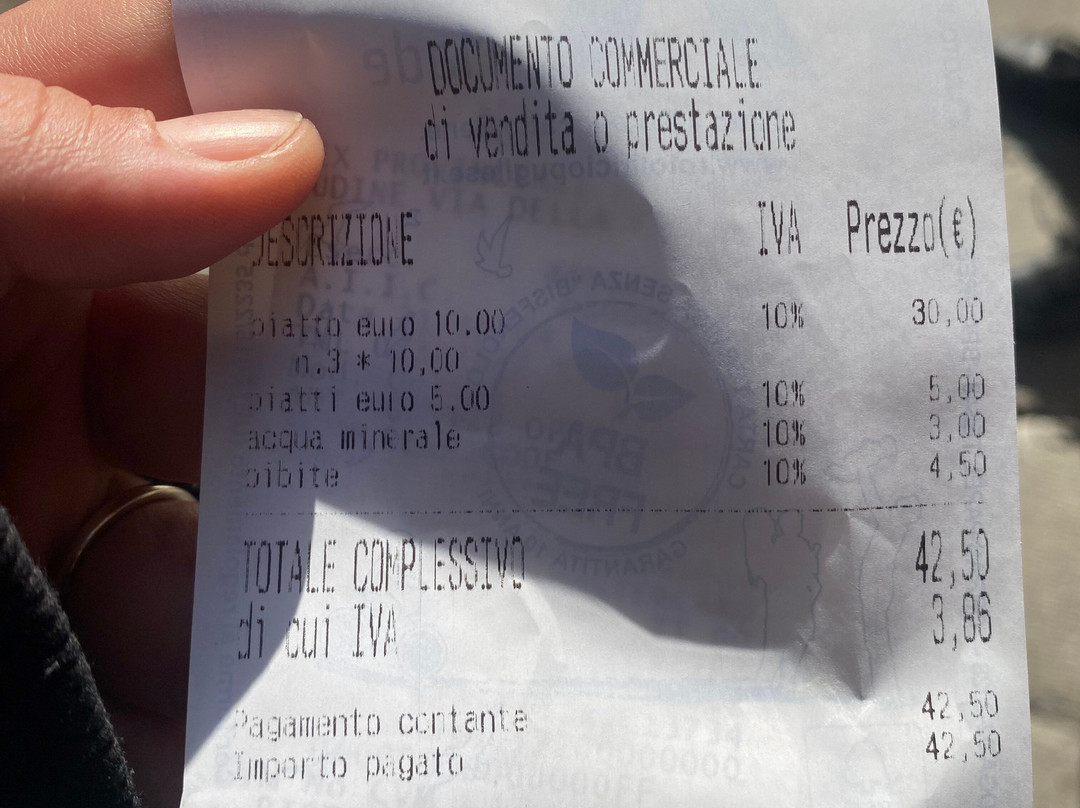 DOCUMENTO COMMERCIALE
di vendita o prestazione
DESCRIZIONE IVA Prezzo(€)
piatto euro 10.00 10% 30,00
n.3 * 10,00
piatti euro 5.00 10% 5,00
acqua minerale 10% 3,00
bibite 10% 4,50
TOTALE COMPLESSIVO 42,50
di cui IVA 3,86
Pagamento contante 42,50
Importo pagato 42,50